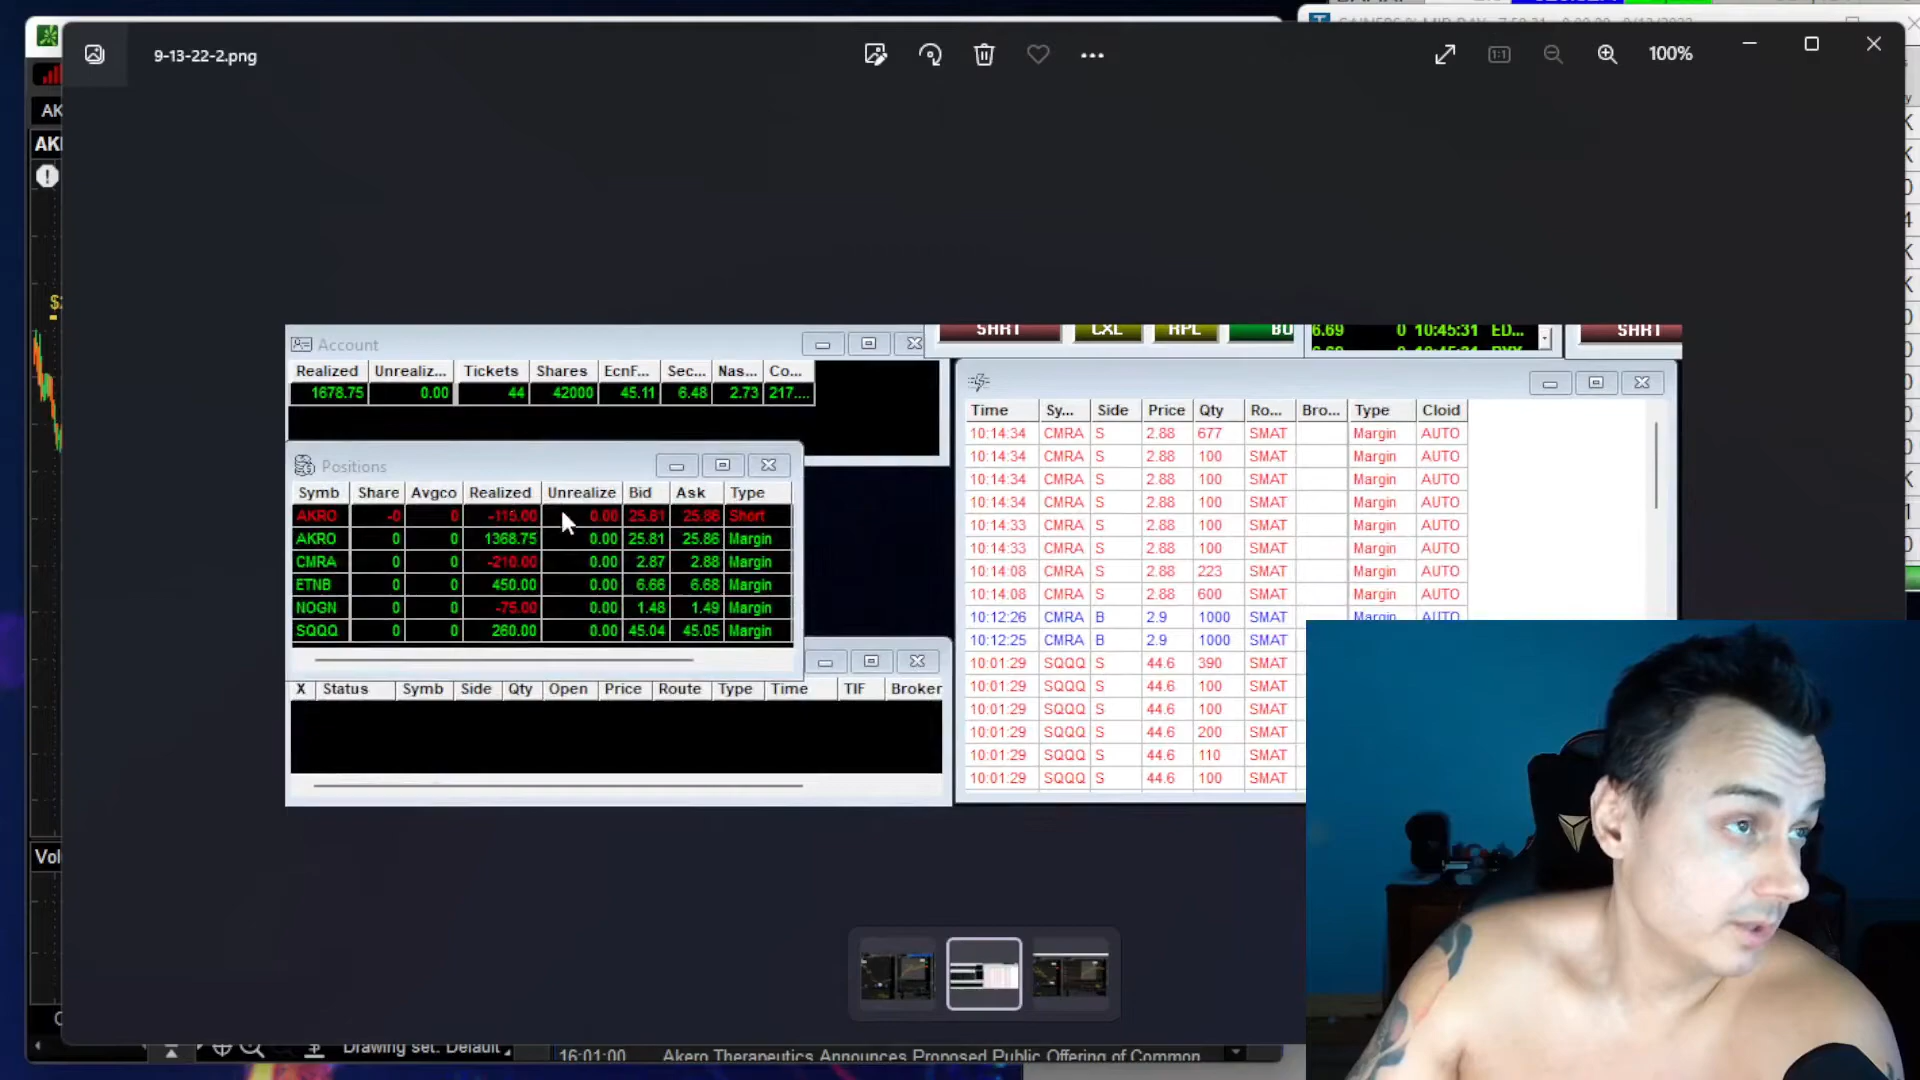 9-13-22-2.png
100%
AK
AK
Account
SHRT
CXL
RPL
BU
6.69 0 10:45:31 ED...
SHRT
Realized Unrealiz... Tickets Shares EcnF... Sec... Nas... Co...
1678.75 0.00 44 42000 45.11 6.48 2.73 217....
Positions
Symb Share Avgco Realized Unrealize Bid Ask Type
AKRO -0 0 -115.00 0.00 25.81 25.86 Short
AKRO 0 0 1368.75 0.00 25.81 25.86 Margin
CMRA 0 0 -210.00 0.00 2.87 2.88 Margin
ETNB 0 0 450.00 0.00 6.66 6.68 Margin
NOGN 0 0 -75.00 0.00 1.48 1.49 Margin
SQQQ 0 0 260.00 0.00 45.04 45.05 Margin
X Status Symb Side Qty Open Price Route Type Time TIF Broker
Time Sy... Side Price Qty Ro... Bro... Type Cloid
10:14:34 CMRA S 2.88 677 SMAT Margin AUTO
10:14:34 CMRA S 2.88 100 SMAT Margin AUTO
10:14:34 CMRA S 2.88 100 SMAT Margin AUTO
10:14:34 CMRA S 2.88 100 SMAT Margin AUTO
10:14:33 CMRA S 2.88 100 SMAT Margin AUTO
10:14:33 CMRA S 2.88 100 SMAT Margin AUTO
10:14:08 CMRA S 2.88 223 SMAT Margin AUTO
10:14:08 CMRA S 2.88 600 SMAT Margin AUTO
10:12:26 CMRA B 2.9 1000 SMAT Margin AUTO
10:12:25 CMRA B 2.9 1000 SMAT
10:01:29 SQQQ S 44.6 390 SMAT
10:01:29 SQQQ S 44.6 100 SMAT
10:01:29 SQQQ S 44.6 100 SMAT
10:01:29 SQQQ S 44.6 200 SMAT
10:01:29 SQQQ S 44.6 110 SMAT
10:01:29 SQQQ S 44.6 100 SMAT
Vol
Drawing set: Default
16:01:00 Akero Therapeutics Announces Proposed Public Offering of Common